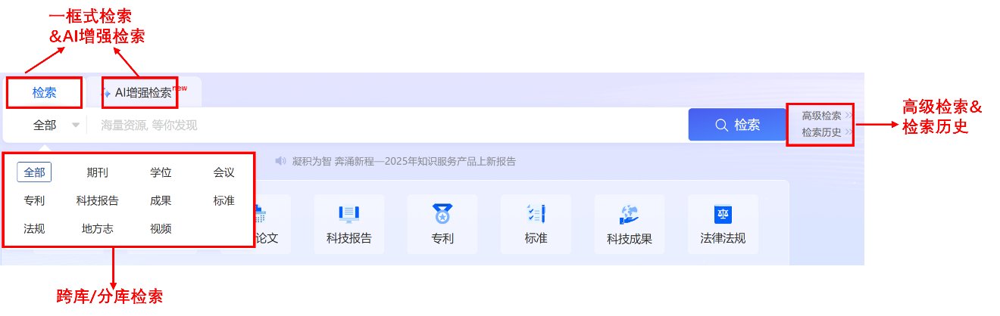 一框式检索
&AI增强检索
检索
AI增强检索new
全部
海量资源, 等你发现
检索
高级检索
检索历史
高级检索&
检索历史
凝积为智 奔涌新程—2025年知识服务产品上新报告
全部 期刊 学位 会议
专利 科技报告 成果 标准
法规 地方志 视频
论文 科技报告 专利 标准 科技成果 法律法规
跨库/分库检索